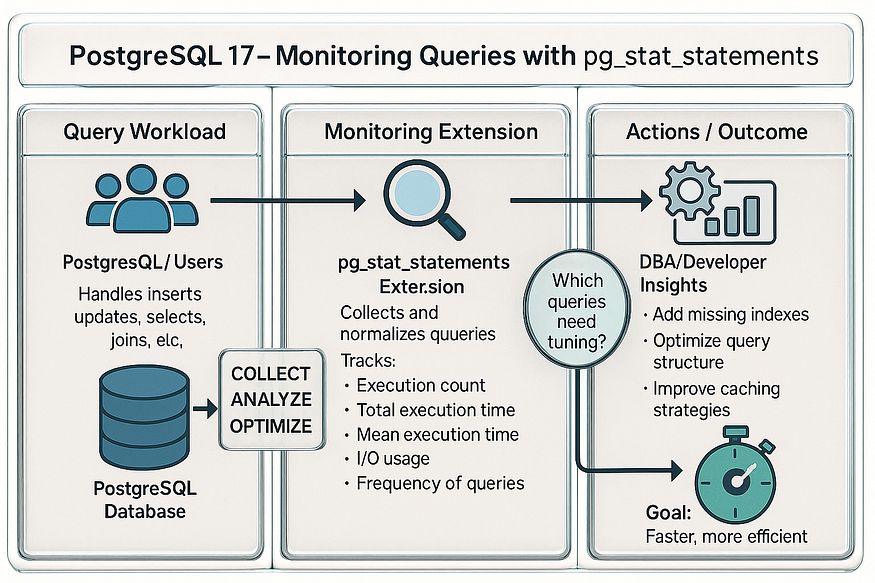 PostgreSQL 17 – Monitoring Queries with pg_stat_statements
Query Workload
PostgresQL/Users
Handles inserts
updates, selects,
joins, etc,
PostgreSQL
Database
COLLECT
ANALYZE
OPTIMIZE
Monitoring Extension
pg_stat_statements
Exter.sion
Collects and
normalizes quueries
Tracks:
• Execution count
• Total execution time
• Mean execution time
• I/O usage
• Frequency of queries
Which
queries
need
tuning?
Actions / Outcome
DBA/Developer
Insights
• Add missing indexes
• Optimize query
structure
• Improve caching
strategies
Goal:
Faster, more efficient